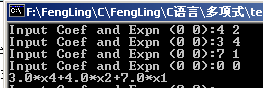 F:\FengLing\C\FengLing\C语言\多项式\te
Input Coef and Expn (0 0):4 2
Input Coef and Expn (0 0):3 4
Input Coef and Expn (0 0):7 1
Input Coef and Expn (0 0):0 0
3.0*x4+4.0*x2+7.0*x1